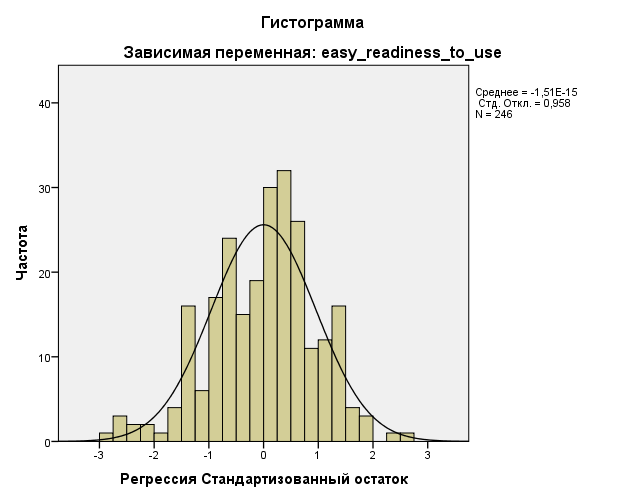 Гистограмма
Зависимая переменная: easy_readiness_to_use
Среднее = -1,51E-15
Стд. Откл. = 0,958
N = 246
Частота
40
30
20
10
0
-3
-2
-1
0
1
2
3
Регрессия Стандартизованный остаток